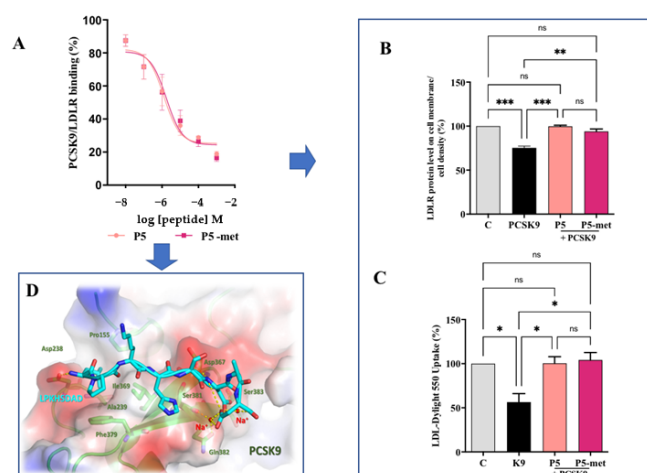 A
PCSK9/LDLR binding (%)
100
80
60
40
20
0
−8
−6
−4
−2
log [peptide] M
P5
P5 -met
B
ns
**
ns
*** *** ns
LDLR protein level on cell membrane/
cell density (%)
150
100
50
0
C PCSK9 P5 P5-met
+ PCSK9
C
ns
*
ns
* * ns
LDL-Dylight 550 Uptake (%)
150
100
50
0
C K9 P5 P5-met
+ PCSK9
D
Pro155
Asp238
Asp367
Ile369
Ser381
Ser383
Ala239
Na⁺ Na⁺
Phe379
Gln382
PCSK9